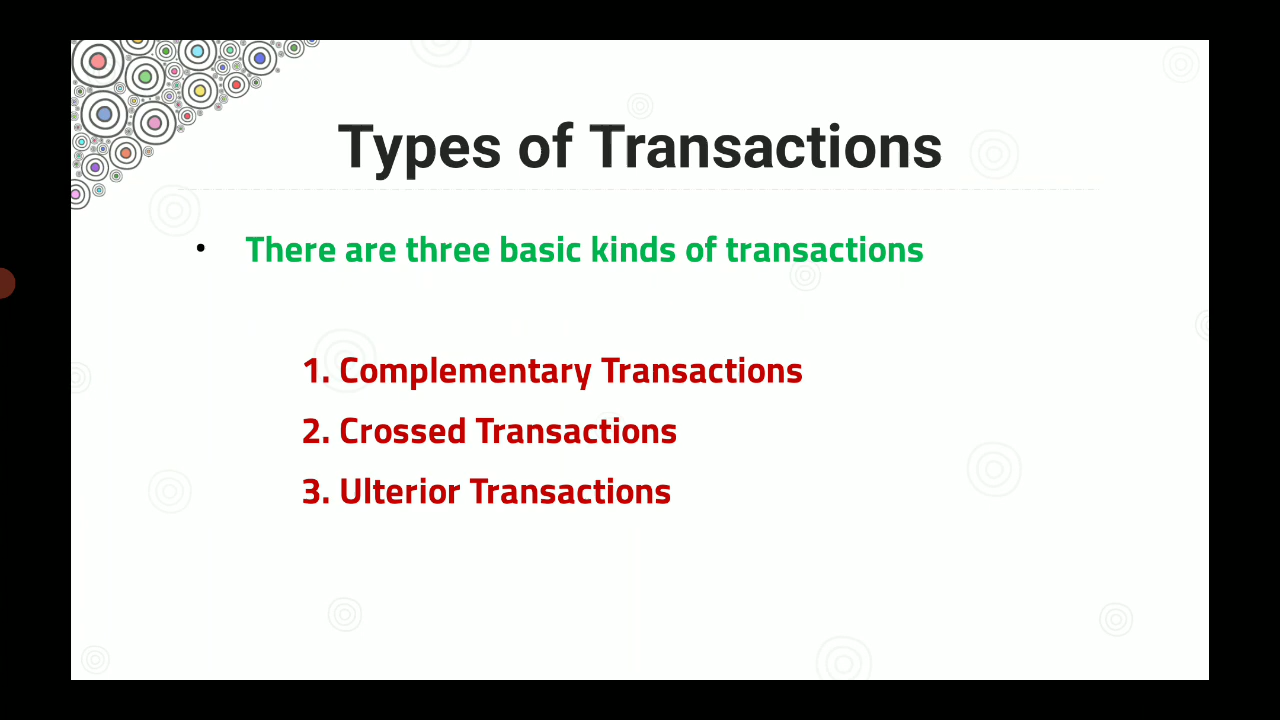 Types of Transactions
• There are three basic kinds of transactions
1. Complementary Transactions
2. Crossed Transactions
3. Ulterior Transactions